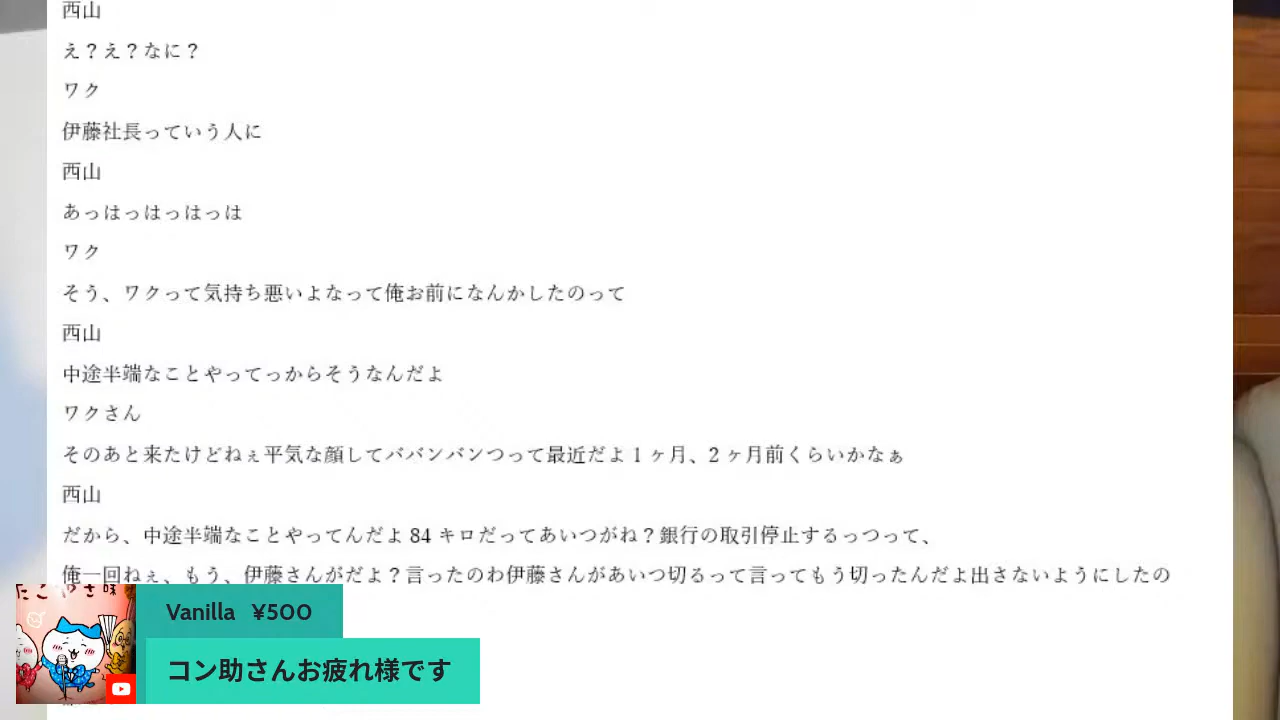 西山
え？え？なに？
ワク
伊藤社長っていう人に
西山
あっはっはっはっは
ワク
そう、ワクって気持ち悪いよなって俺お前になんかしたのって
西山
中途半端なことやってっからそうなんだよ
ワクさん
そのあと来たけどねぇ平気な顔してババンバンつって最近だよ１ヶ月、２ヶ月前くらいかなぁ
西山
だから、中途半端なことやってんだよ 84 キロだってあいつがね？銀行の取引停止するっつって、
俺一回ねぇ、もう、伊藤さんがだよ？言ったのわ伊藤さんがあいつ切るって言ってもう切ったんだよ出さないようにしたの
たこやき味
Vanilla ¥500
コン助さんお疲れ様です